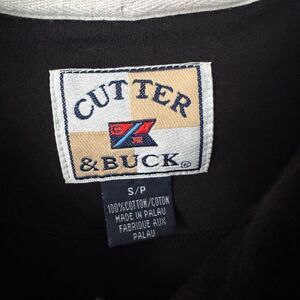 CUTTER
&BUCK®
S/P
100%COTTON/COTON
MADE IN PALAU
FABRIQUE AUX
PALAU